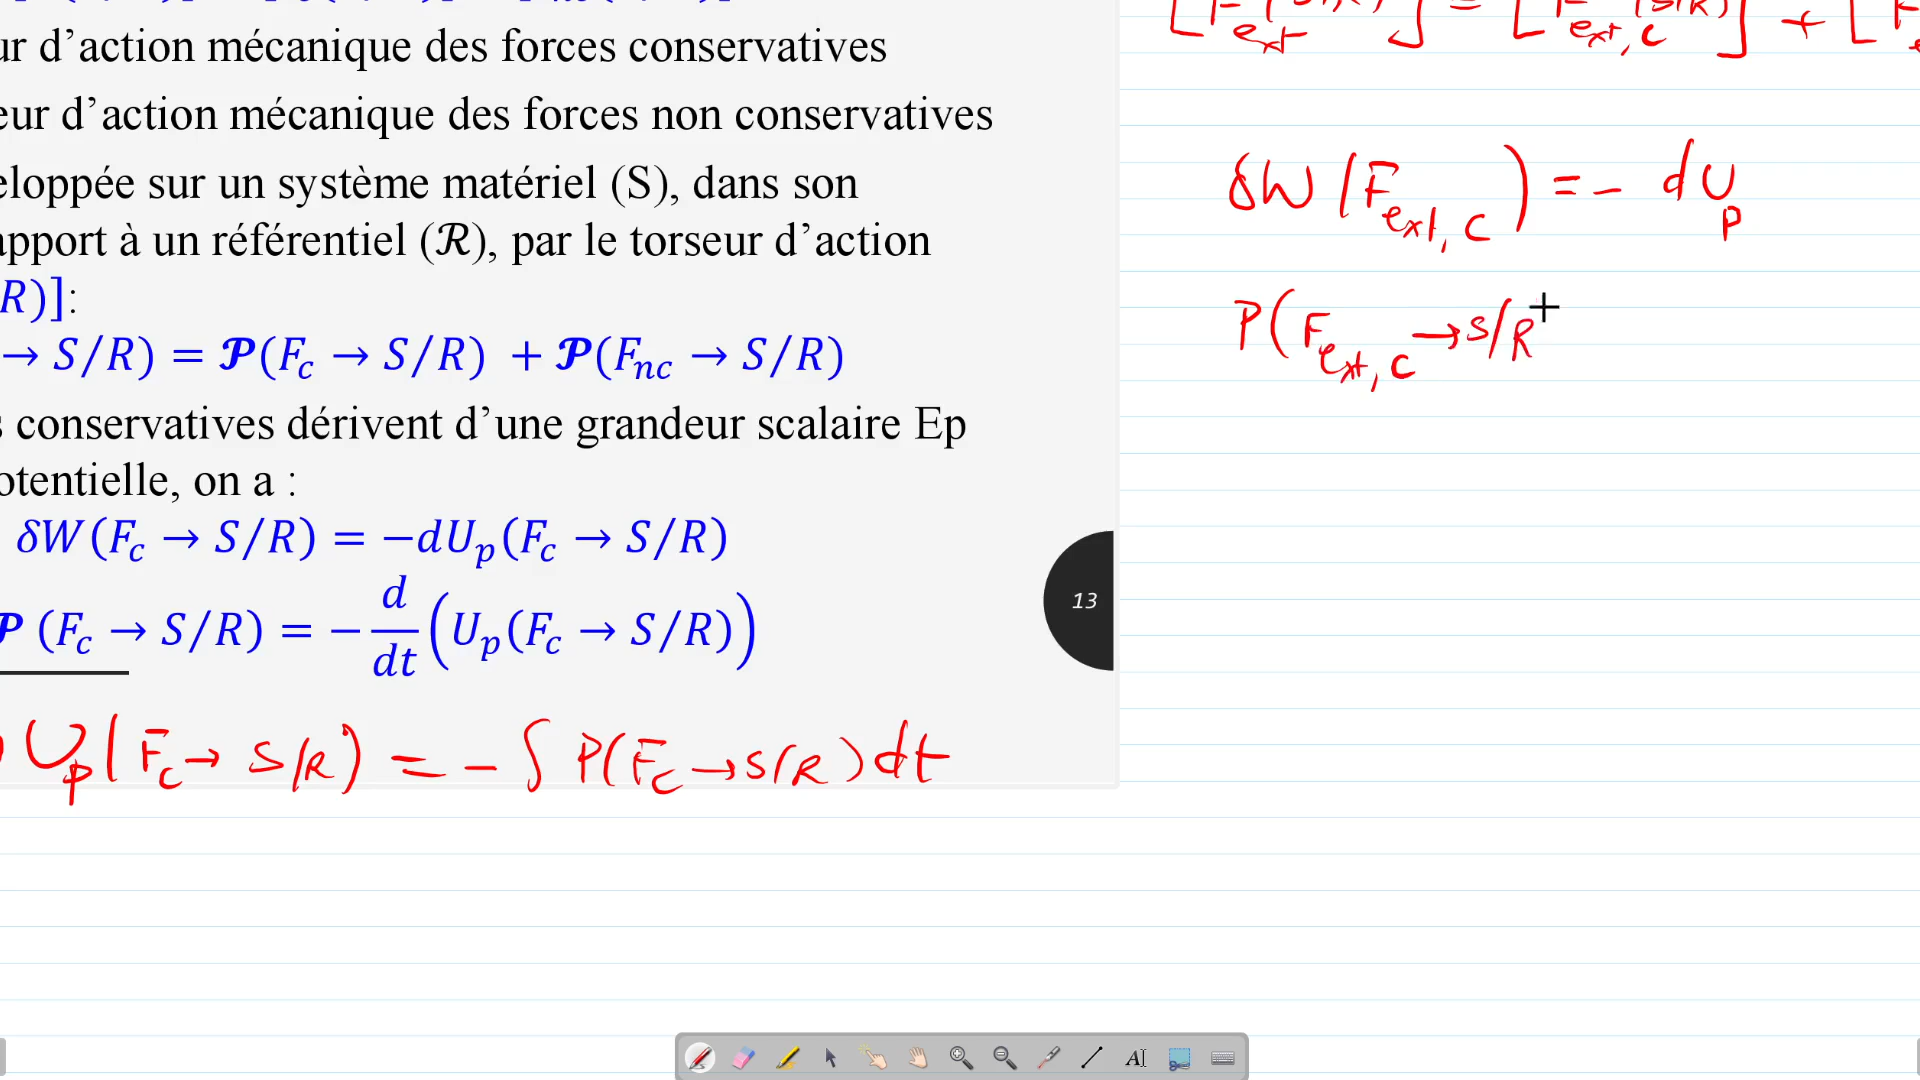 ur d’action mécanique des forces conservatives
eur d’action mécanique des forces non conservatives
eloppée sur un système matériel (S), dans son
apport à un référentiel (ℛ), par le torseur d’action
R)]:
→ S/R) = 𝓟(F_c → S/R) + 𝓟(F_nc → S/R)
s conservatives dérivent d’une grandeur scalaire Ep
otentielle, on a :
δW(F_c → S/R) = −dU_p(F_c → S/R)
𝓟 (F_c → S/R) = − d/dt (U_p(F_c → S/R))
13
U_p(F_c → S/R) = − ∫ P(F_c → S/R) dt
δW (F_ext, c) = − dU_p
P(F_ext, c → S/R